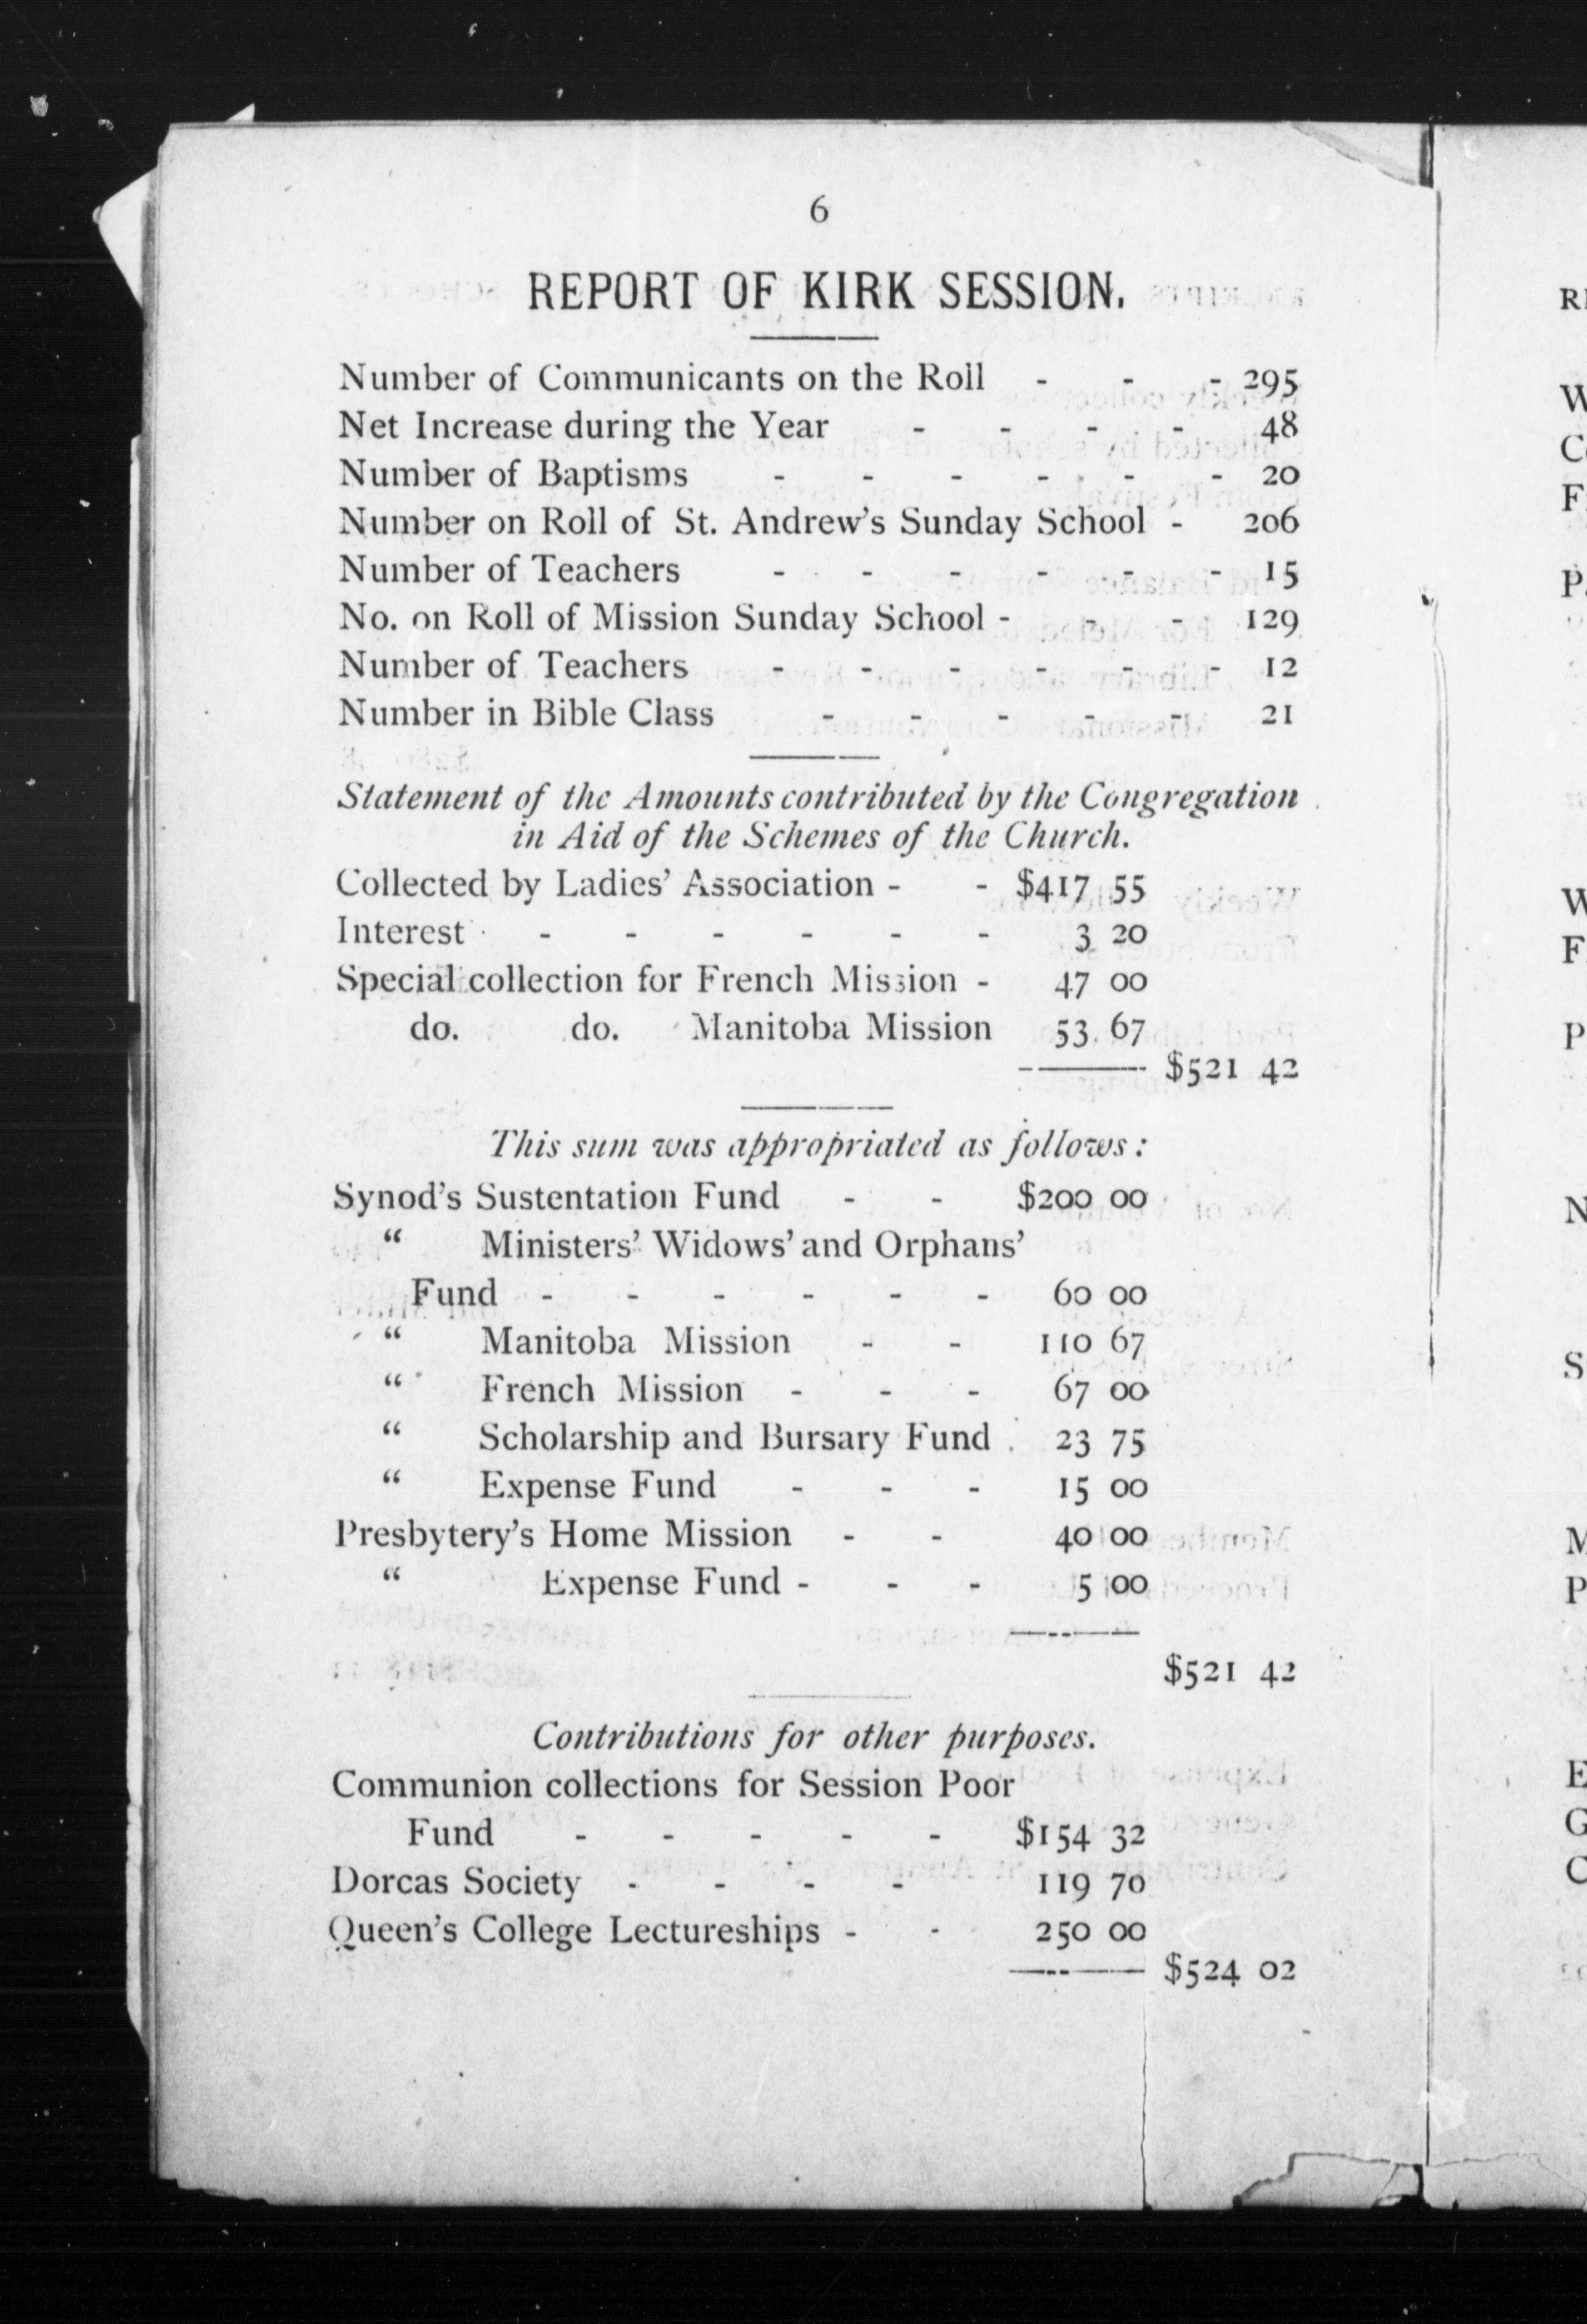 6
REPORT OF KIRK SESSION.
Number of Communicants on the Roll - - - 295
Net Increase during the Year - - - - 48
Number of Baptisms - - - - - - 20
Number on Roll of St. Andrew's Sunday School - 206
Number of Teachers - - - - - - 15
No. on Roll of Mission Sunday School - - - 129
Number of Teachers - - - - - - 12
Number in Bible Class - - - - - 21
Statement of the Amounts contributed by the Congregation
in Aid of the Schemes of the Church.
Collected by Ladies' Association - - $417 55
Interest - - - - - - 3 20
Special collection for French Mission - 47 00
do. do. Manitoba Mission 53 67
$521 42
This sum was appropriated as follows:
Synod's Sustentation Fund - - $200 00
“ Ministers' Widows' and Orphans'
Fund - - - - - - 60 00
“ Manitoba Mission - - 110 67
“ French Mission - - - 67 00
“ Scholarship and Bursary Fund . 23 75
“ Expense Fund - - - 15 00
Presbytery's Home Mission - - 40 00
“ Expense Fund - - - 5 00
$521 42
Contributions for other purposes.
Communion collections for Session Poor
Fund - - - - - $154 32
Dorcas Society - - - - 119 70
Queen's College Lectureships - - 250 00
$524 02